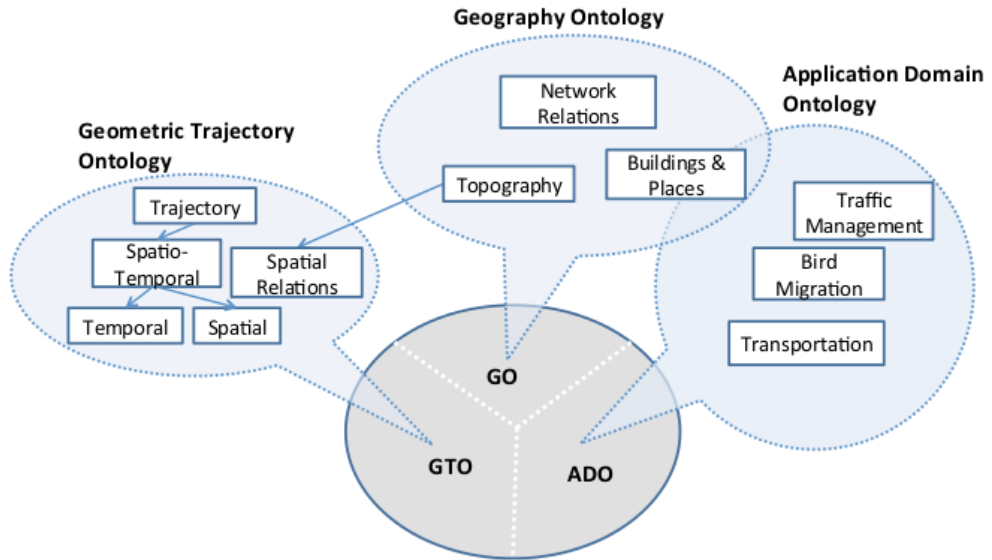 Geography Ontology
Network
Relations
Buildings &
Places
Topography
Application Domain
Ontology
Traffic
Management
Bird
Migration
Transportation
Geometric Trajectory
Ontology
Trajectory
Spatio-
Temporal
Spatial
Relations
Temporal
Spatial
GO
GTO
ADO